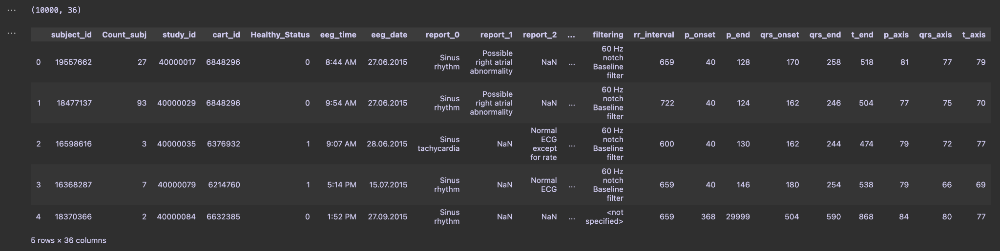 ... (10000, 36)
...
subject_id Count_subj study_id cart_id Healthy_Status eeg_time eeg_date report_0 report_1 report_2 ... filtering rr_interval p_onset p_end qrs_onset qrs_end t_end p_axis qrs_axis t_axis
0 19557662 27 40000017 6848296 0 8:44 AM 27.06.2015 Sinus rhythm Possible right atrial abnormality NaN ... 60 Hz notch Baseline filter 659 40 128 170 258 518 81 77 79
1 18477137 93 40000029 6848296 0 9:54 AM 27.06.2015 Sinus rhythm Possible right atrial abnormality NaN ... 60 Hz notch Baseline filter 722 40 124 162 246 504 77 75 70
2 16598616 3 40000035 6376932 1 9:07 AM 28.06.2015 Sinus tachycardia NaN Normal ECG except for rate ... 60 Hz notch Baseline filter 600 40 130 162 244 474 79 72 77
3 16368287 7 40000079 6214760 1 5:14 PM 15.07.2015 Sinus rhythm NaN Normal ECG ... 60 Hz notch Baseline filter 659 40 146 180 254 538 79 66 69
4 18370366 2 40000084 6632385 0 1:52 PM 27.09.2015 Sinus rhythm NaN NaN ... <not specified> 659 368 29999 504 590 868 84 80 77
5 rows × 36 columns